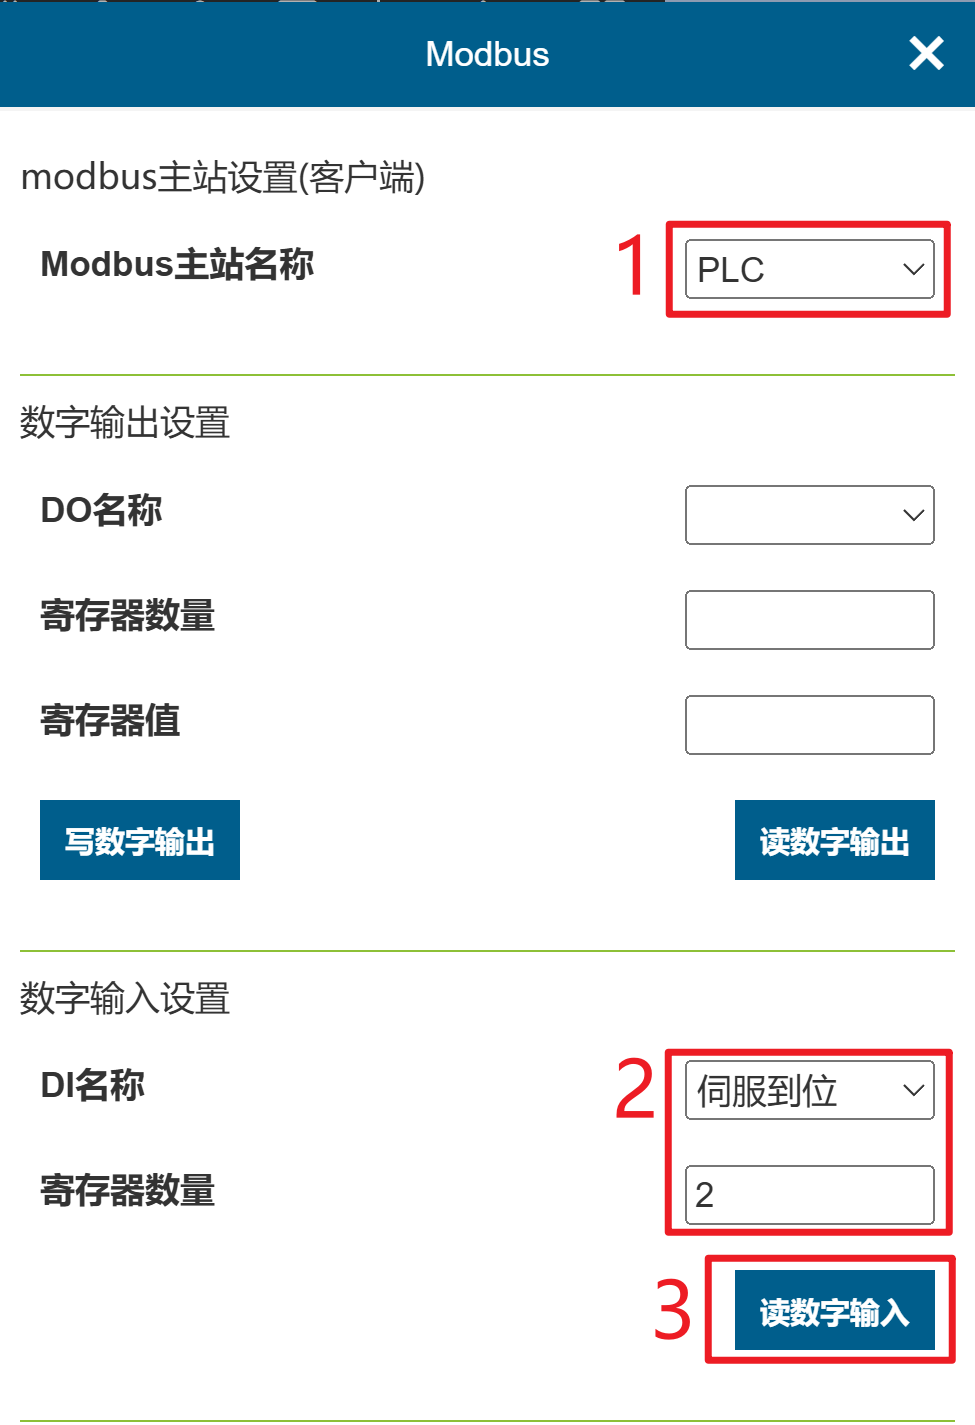 Modbus
modbus主站设置(客户端)
Modbus主站名称
1
PLC
数字输出设置
DO名称
寄存器数量
寄存器值
写数字输出
读数字输出
数字输入设置
DI名称
2
伺服到位
寄存器数量
2
3
读数字输入